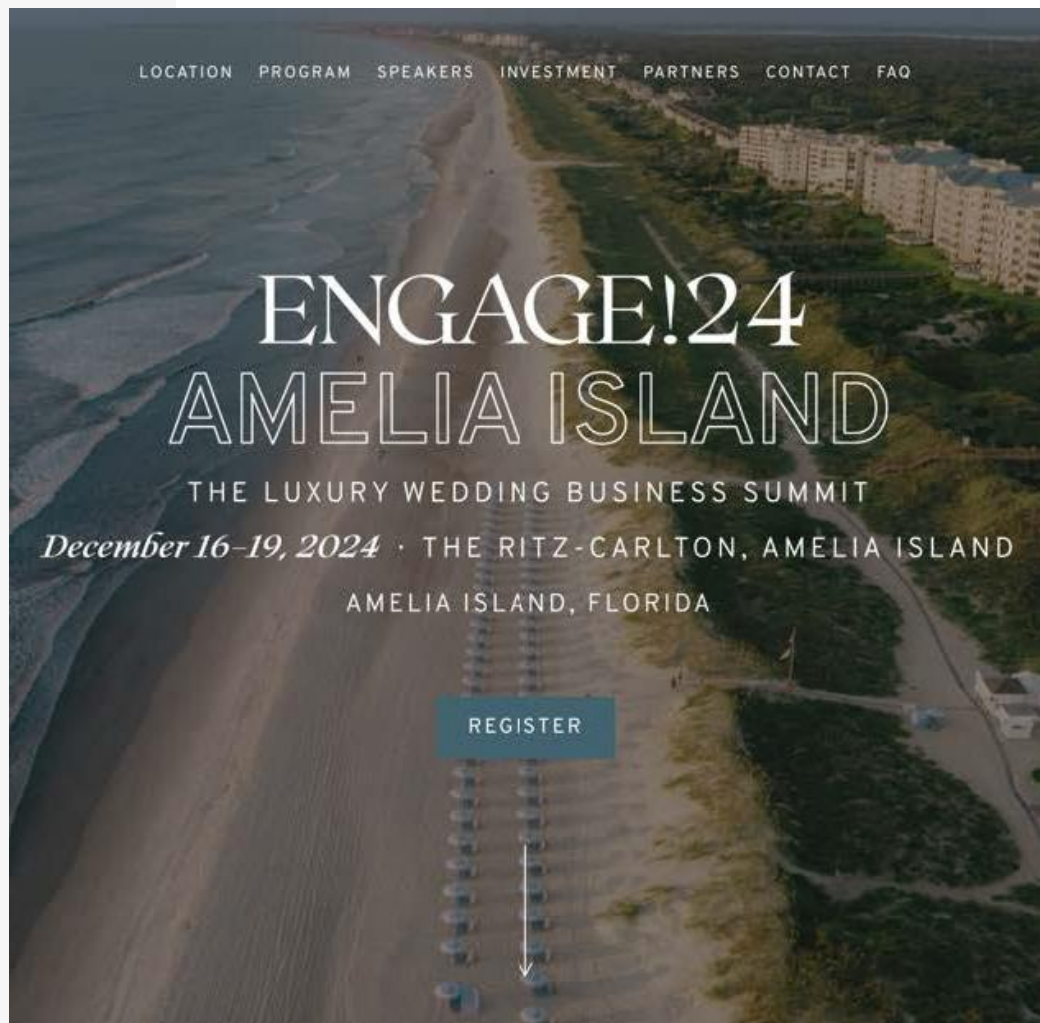 LOCATION PROGRAM SPEAKERS INVESTMENT PARTNERS CONTACT FAQ
ENGAGE!24
AMELIA ISLAND
THE LUXURY WEDDING BUSINESS SUMMIT
December 16–19, 2024 · THE RITZ-CARLTON, AMELIA ISLAND
AMELIA ISLAND, FLORIDA
REGISTER